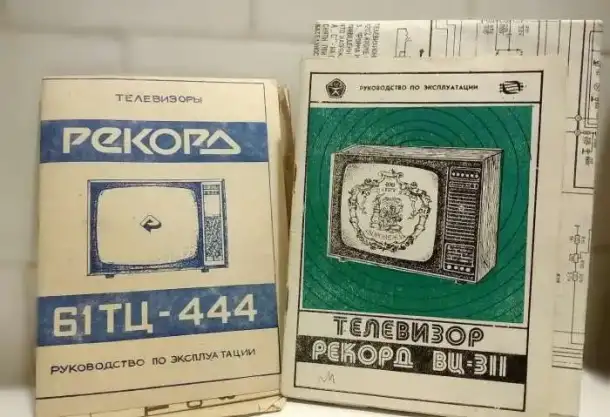 ТЕЛЕВИЗОРЫ
РЕКОРД
61ТЦ-444
РУКОВОДСТВО ПО ЭКСПЛУАТАЦИИ
РУКОВОДСТВО ПО ЭКСПЛУАТАЦИИ
ТЕЛЕВИЗОР
РЕКОРД ВЦ-311